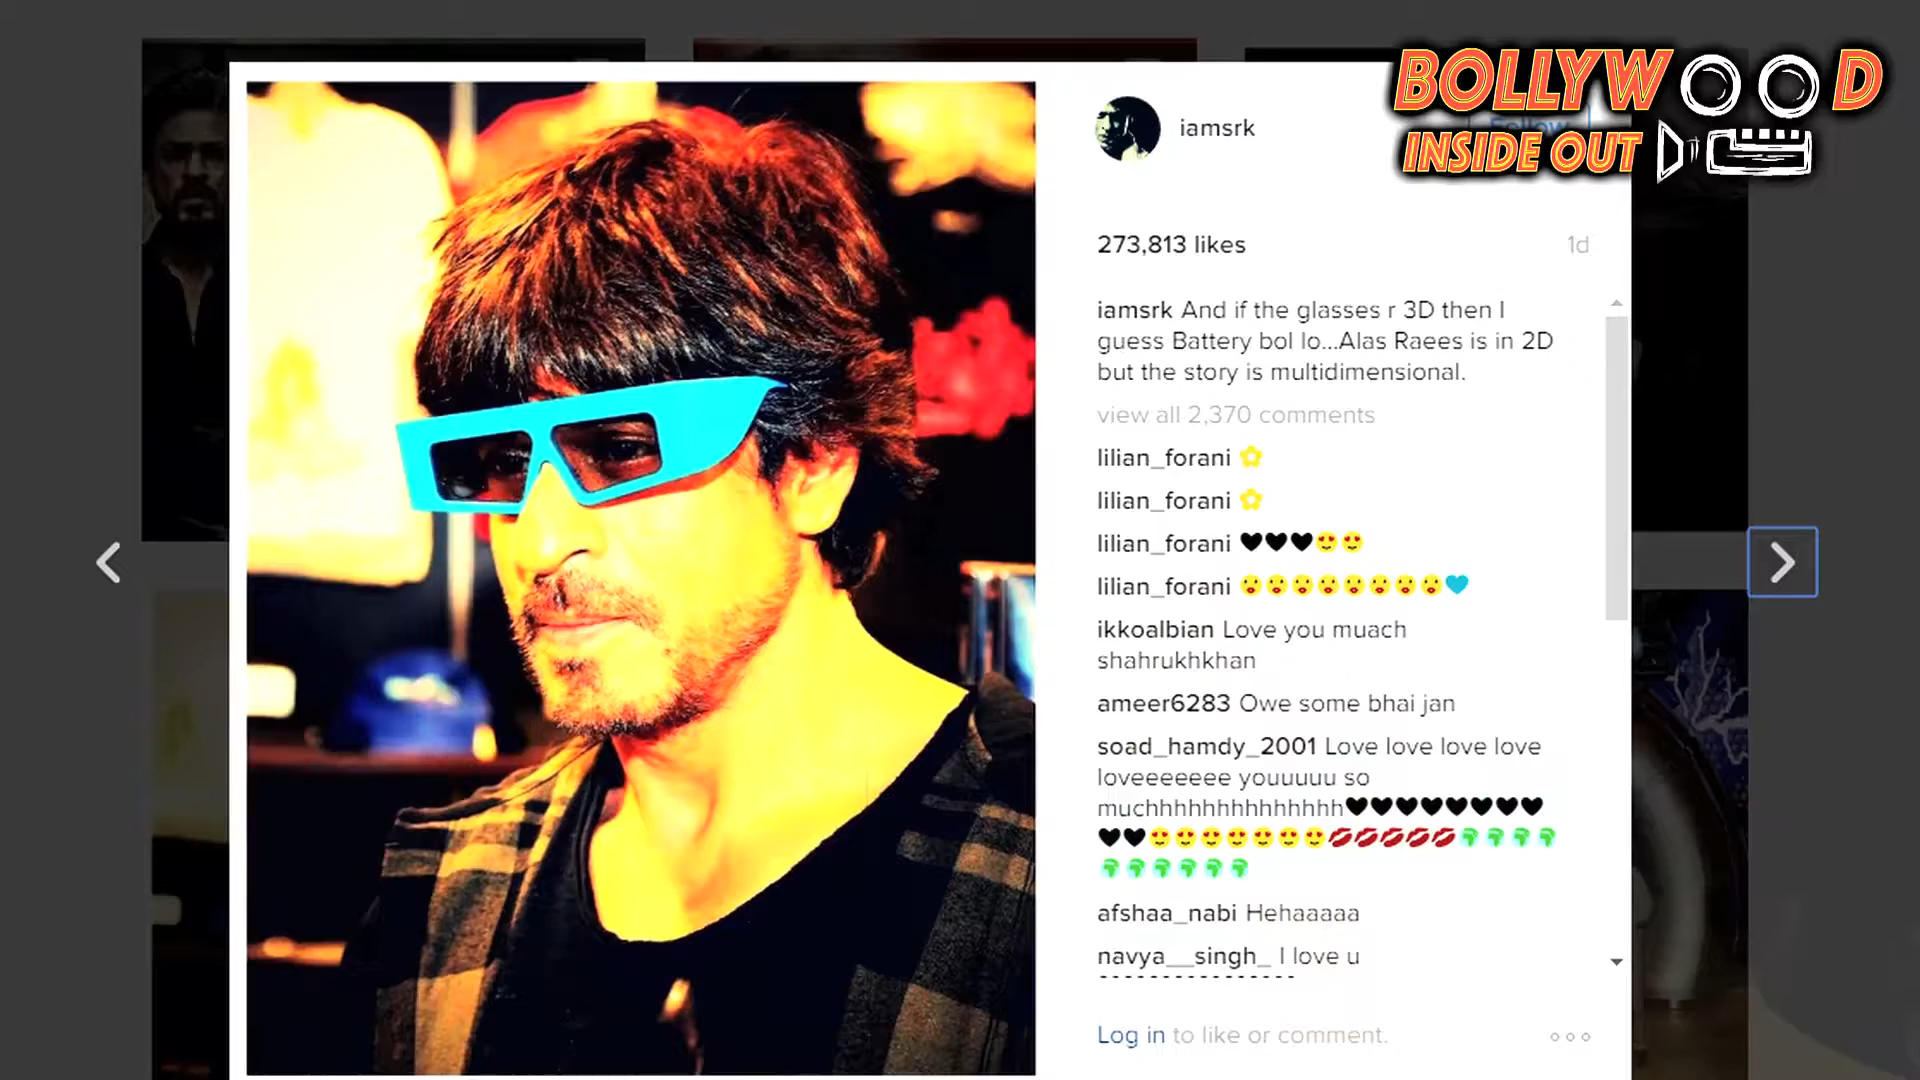 BOLLYWOOD
INSIDE OUT
iamsrk
Follow
273,813 likes
1d
iamsrk And if the glasses r 3D then I
guess Battery bol lo...Alas Raees is in 2D
but the story is multidimensional.
view all 2,370 comments
lilian_forani
lilian_forani
lilian_forani
lilian_forani
ikkoalbian Love you muach
shahrukhkhan
ameer6283 Owe some bhai jan
soad_hamdy_2001 Love love love love
loveeeeeee youuuuu so
muchhhhhhhhhhhhhhh
afshaa_nabi Hehaaaaa
navya__singh_ I love u
Log in to like or comment.